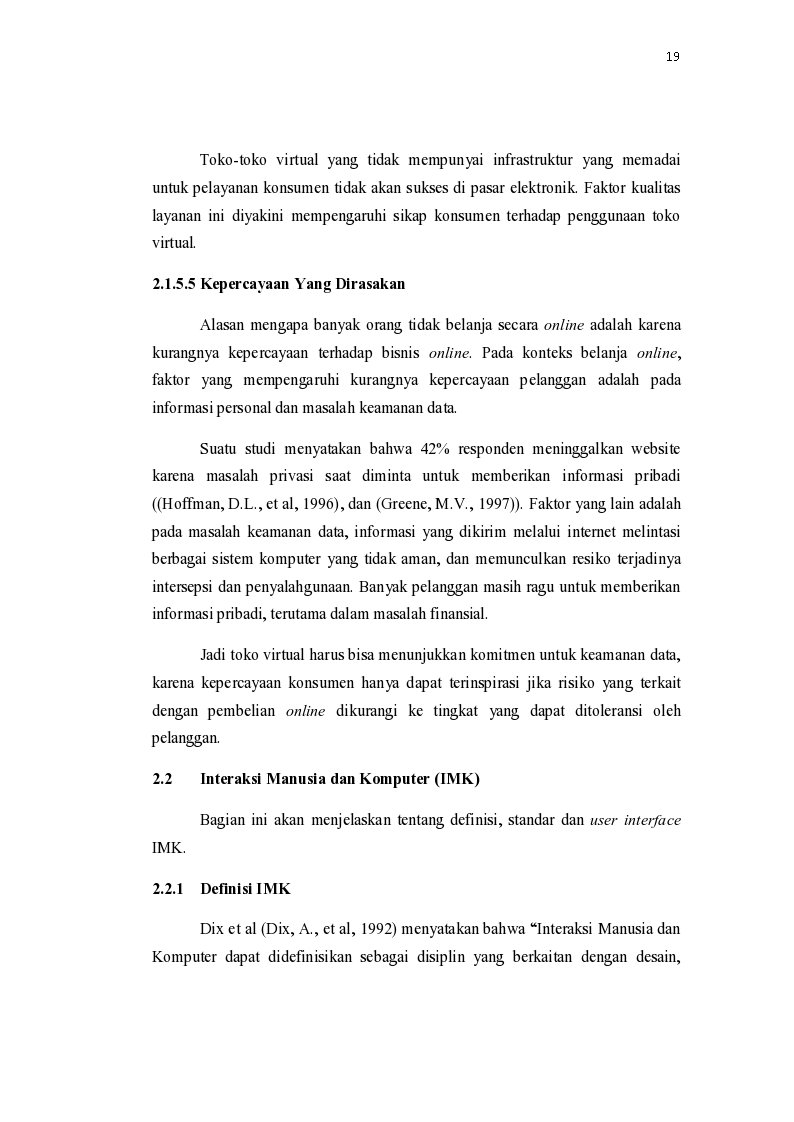 19
Toko-toko virtual yang tidak mempunyai infrastruktur yang memadai
untuk pelayanan konsumen tidak akan sukses di pasar elektronik. Faktor kualitas
layanan ini diyakini mempengaruhi sikap konsumen terhadap penggunaan toko
virtual.
2.1.5.5 Kepercayaan Yang Dirasakan
Alasan mengapa banyak orang tidak belanja secara online adalah karena
kurangnya kepercayaan terhadap bisnis online. Pada konteks belanja online,
faktor yang mempengaruhi kurangnya kepercayaan pelanggan adalah pada
informasi personal dan masalah keamanan data.
Suatu studi menyatakan bahwa 42% responden meninggalkan website
karena masalah privasi saat diminta untuk memberikan informasi pribadi
((Hoffman, D.L., et al, 1996), dan (Greene, M.V., 1997)). Faktor yang lain adalah
pada masalah keamanan data, informasi yang dikirim melalui internet melintasi
berbagai sistem komputer yang tidak aman, dan memunculkan resiko terjadinya
intersepsi dan penyalahgunaan. Banyak pelanggan masih ragu untuk memberikan
informasi pribadi, terutama dalam masalah finansial.
Jadi toko virtual harus bisa menunjukkan komitmen untuk keamanan data,
karena kepercayaan konsumen hanya dapat terinspirasi jika risiko yang terkait
dengan pembelian online dikurangi ke tingkat yang dapat ditoleransi oleh
pelanggan.
2.2 Interaksi Manusia dan Komputer (IMK)
Bagian ini akan menjelaskan tentang definisi, standar dan user interface
IMK.
2.2.1 Definisi IMK
Dix et al (Dix, A., et al, 1992) menyatakan bahwa “Interaksi Manusia dan
Komputer dapat didefinisikan sebagai disiplin yang berkaitan dengan desain,